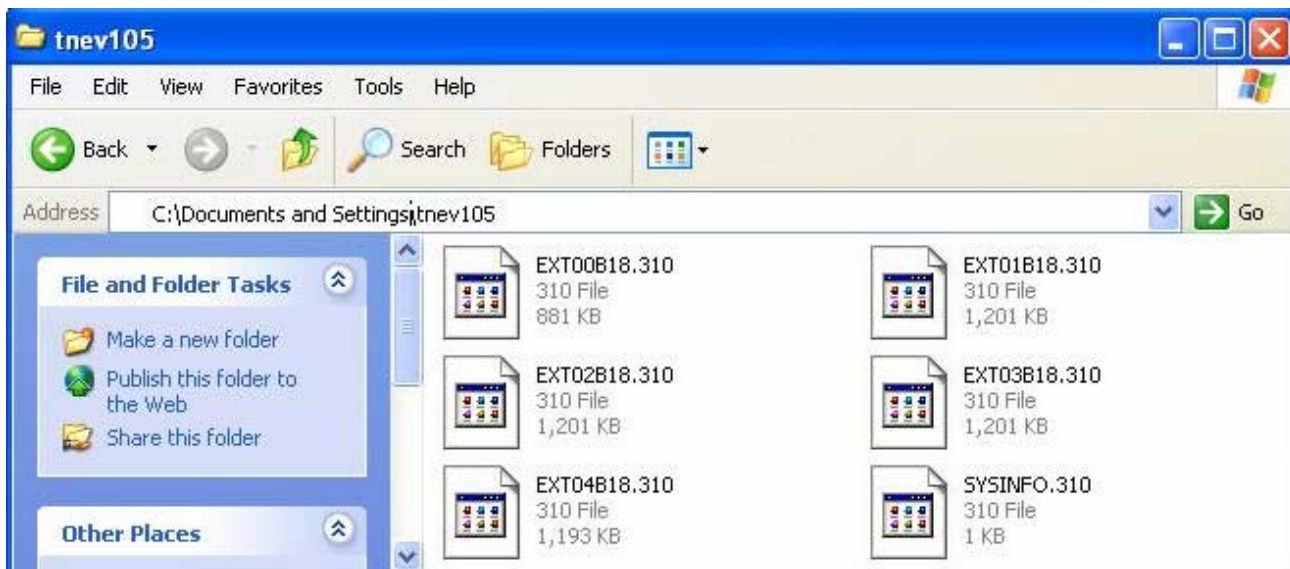 tnev105
File Edit View Favorites Tools Help
Back Search Folders
Address C:\Documents and Settings\tnev105 Go
File and Folder Tasks
Make a new folder
Publish this folder to
the Web
Share this folder
Other Places
EXT00B18.310
310 File
881 KB
EXT01B18.310
310 File
1,201 KB
EXT02B18.310
310 File
1,201 KB
EXT03B18.310
310 File
1,201 KB
EXT04B18.310
310 File
1,193 KB
SYSINFO.310
310 File
1 KB